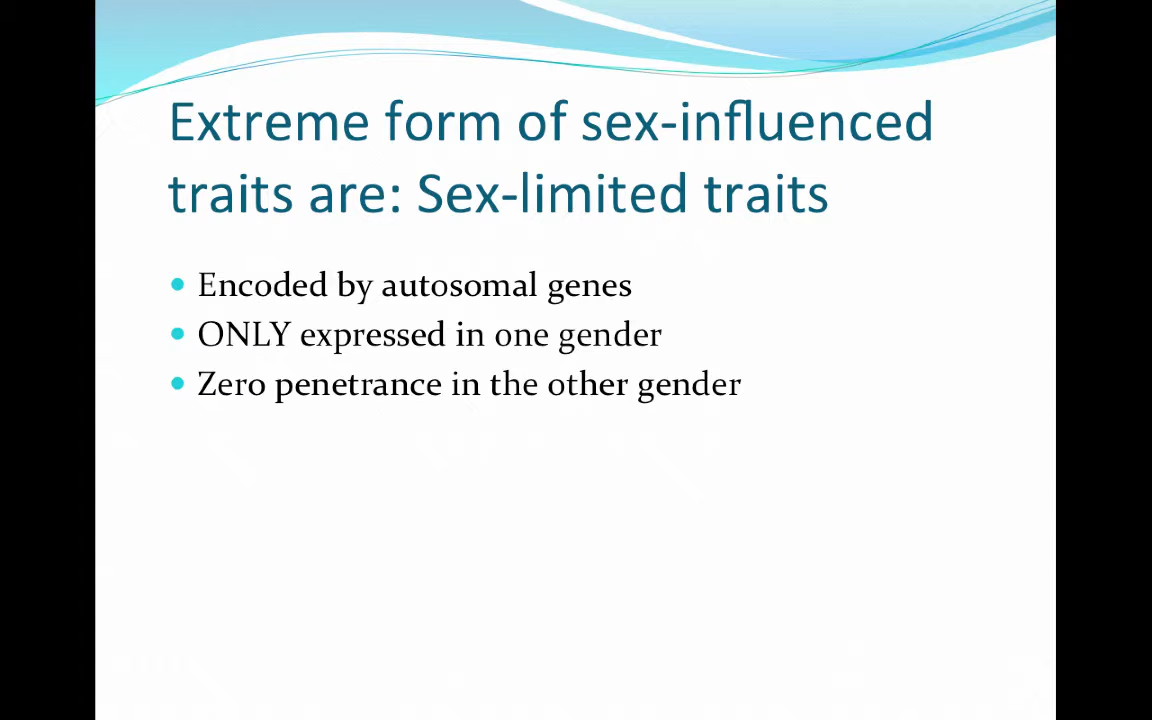 Extreme form of sex-influenced
traits are: Sex-limited traits
• Encoded by autosomal genes
• ONLY expressed in one gender
• Zero penetrance in the other gender